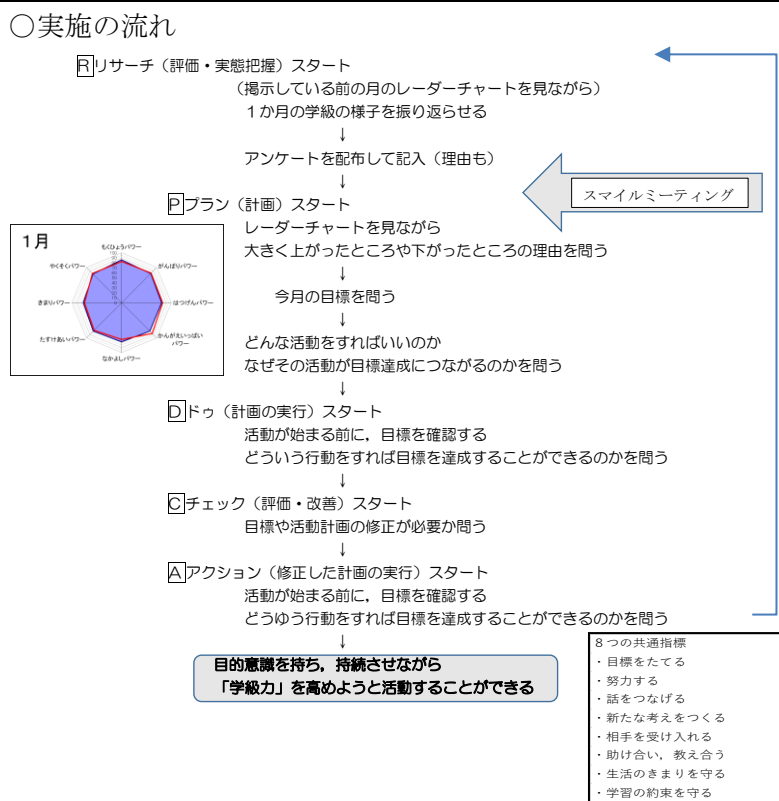 ○実施の流れ
Rリサーチ（評価・実態把握）スタート
（掲示している前の月のレーダーチャートを見ながら）
１か月の学級の様子を振り返らせる
↓
アンケートを配布して記入（理由も）
↓
スマイルミーティング
Pプラン（計画）スタート
レーダーチャートを見ながら
大きく上がったところや下がったところの理由を問う
↓
今月の目標を問う
↓
どんな活動をすればいいのか
なぜその活動が目標達成につながるのかを問う
↓
１月
もくひょうパワー
がんばりパワー
はつげんパワー
かんがえいっぱい
パワー
なかよしパワー
たすけあいパワー
きまりパワー
やくそくパワー
Dドゥ（計画の実行）スタート
活動が始まる前に，目標を確認する
どういう行動をすれば目標を達成することができるのかを問う
↓
Cチェック（評価・改善）スタート
目標や活動計画の修正が必要か問う
↓
Aアクション（修正した計画の実行）スタート
活動が始まる前に，目標を確認する
どうゆう行動をすれば目標を達成することができるのかを問う
↓
目的意識を持ち，持続させながら
「学級力」を高めようと活動することができる
８つの共通指標
・目標をたてる
・努力する
・話をつなげる
・新たな考えをつくる
・相手を受け入れる
・助け合い，教え合う
・生活のきまりを守る
・学習の約束を守る